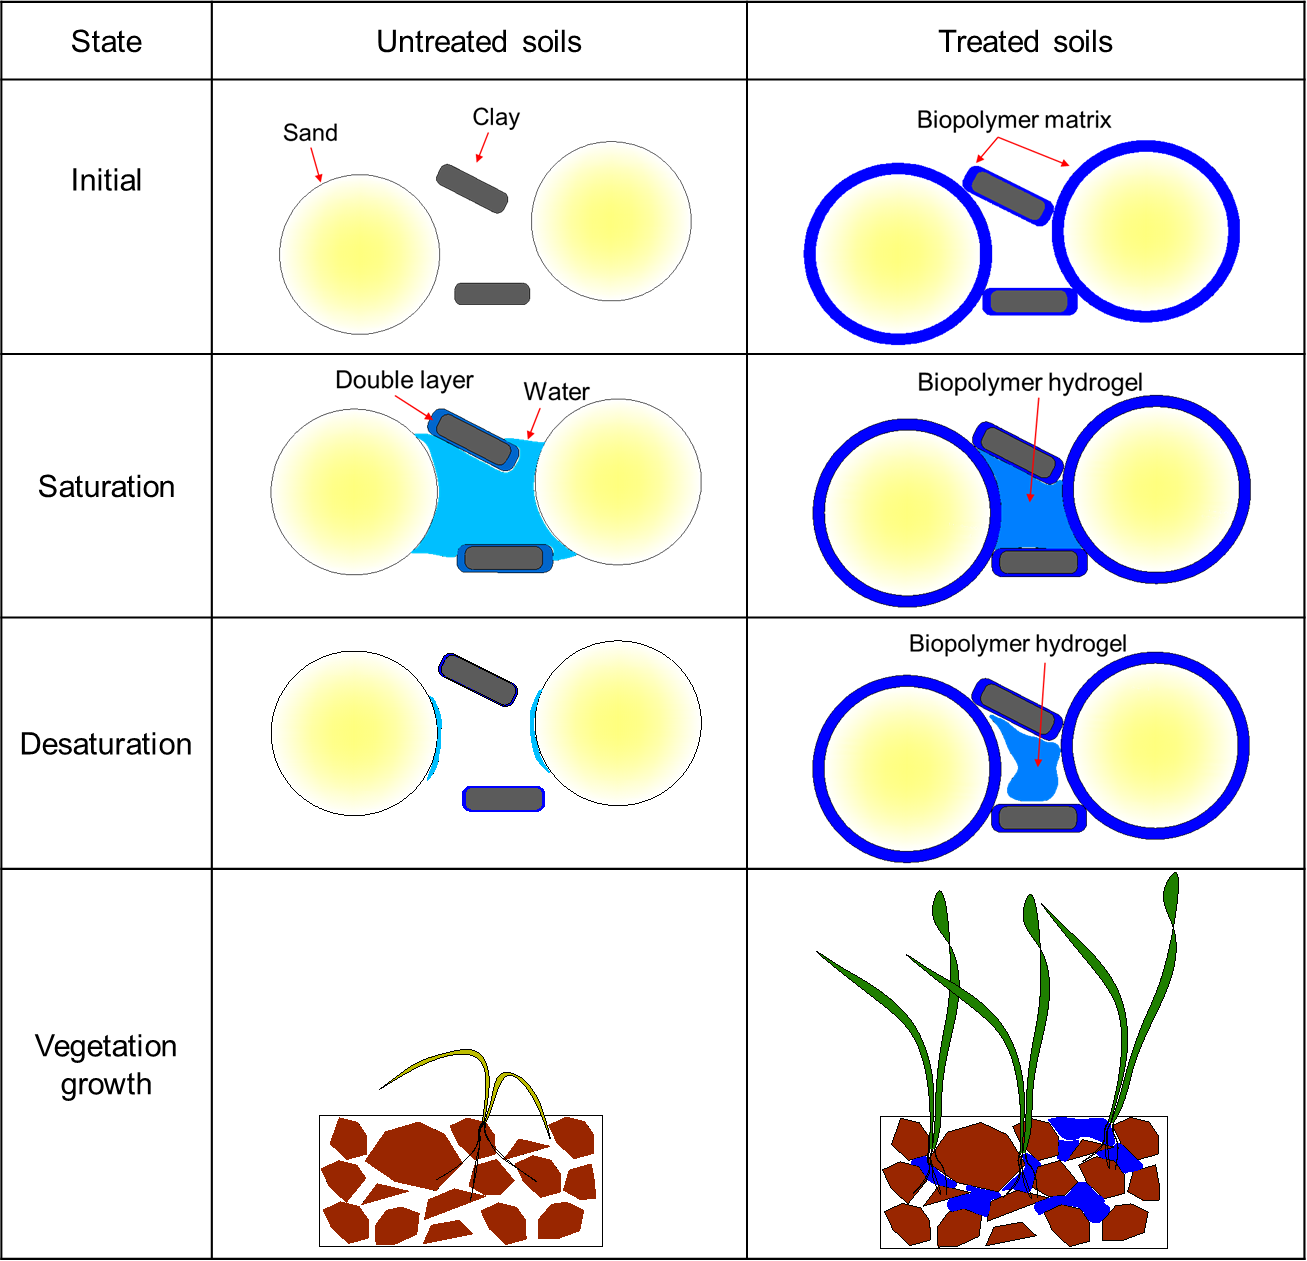 State
Untreated soils
Treated soils
Initial
Sand
Clay
Biopolymer matrix
Saturation
Double layer
Water
Biopolymer hydrogel
Desaturation
Biopolymer hydrogel
Vegetation
growth